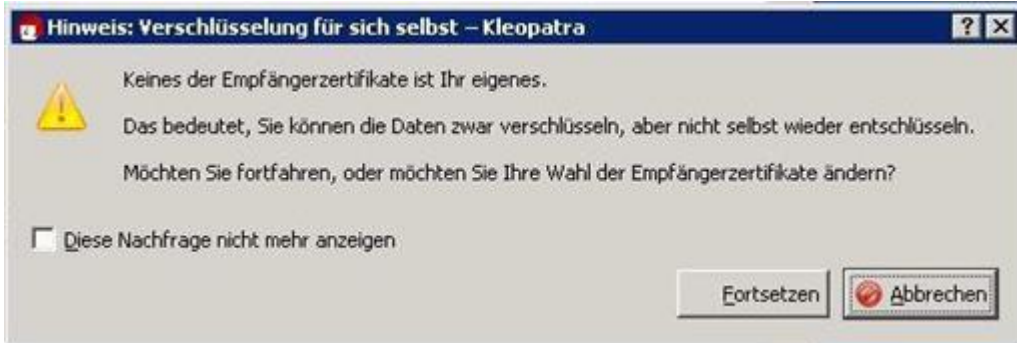 Hinweis: Verschlüsselung für sich selbst – Kleopatra
Keines der Empfängerzertifikate ist Ihr eigenes.
Das bedeutet, Sie können die Daten zwar verschlüsseln, aber nicht selbst wieder entschlüsseln.
Möchten Sie fortfahren, oder möchten Sie Ihre Wahl der Empfängerzertifikate ändern?
Diese Nachfrage nicht mehr anzeigen
Fortsetzen Abbrechen